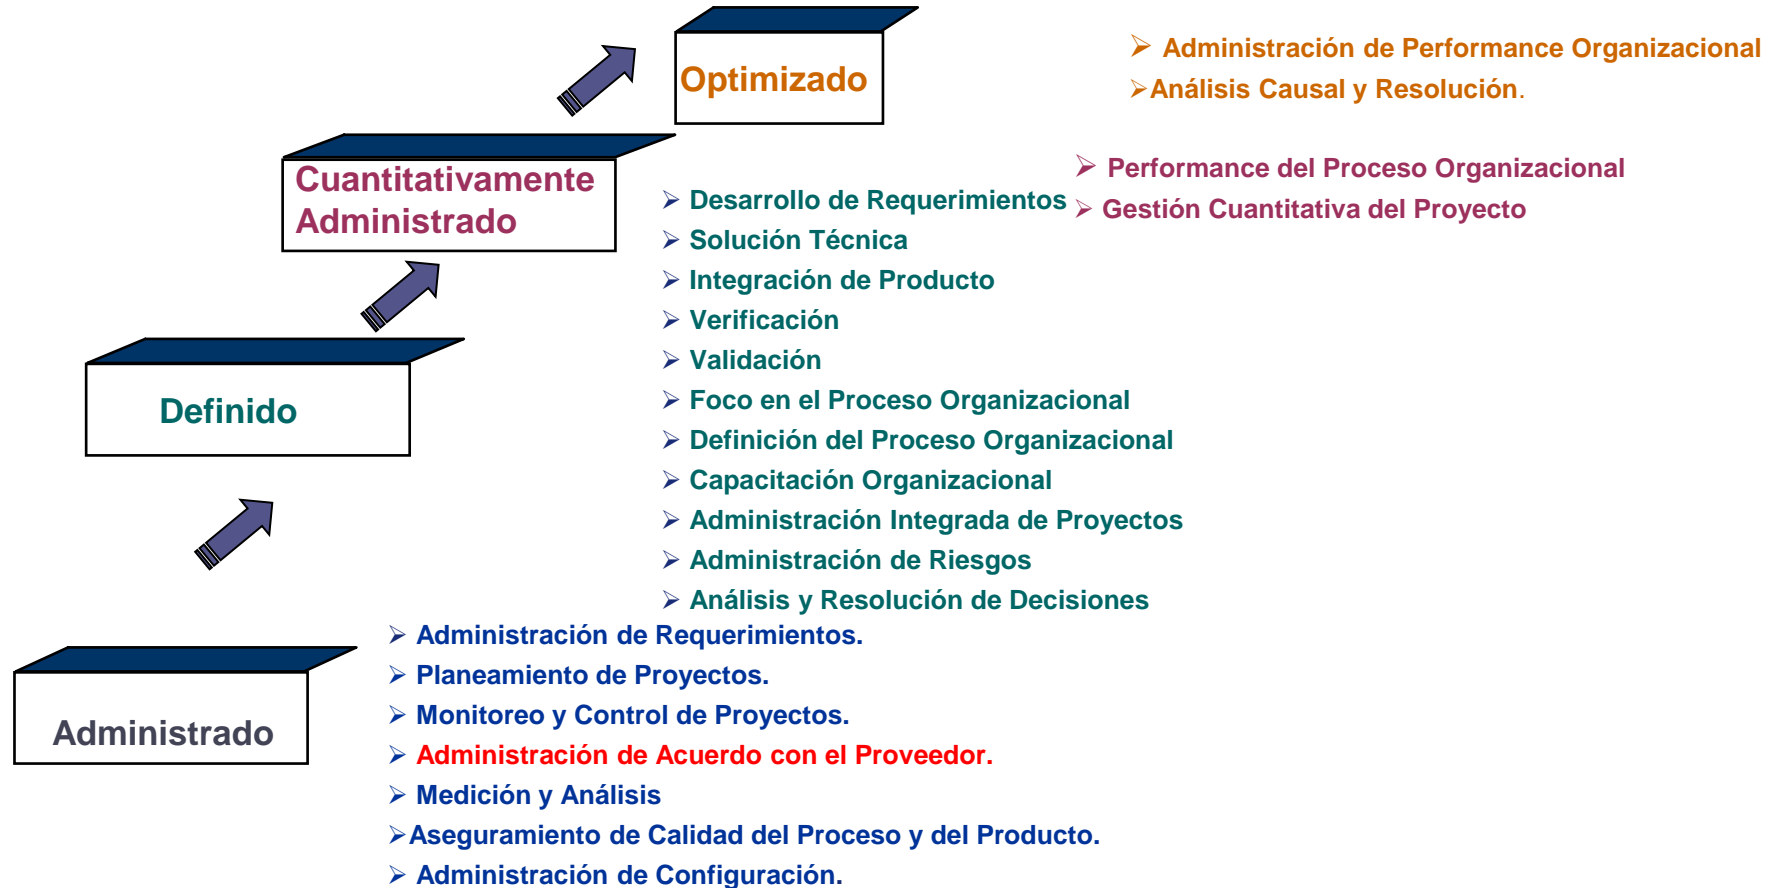 Optimizado
➢ Administración de Performance Organizacional
➢Análisis Causal y Resolución.
Cuantitativamente
Administrado
➢ Performance del Proceso Organizacional
➢ Gestión Cuantitativa del Proyecto
➢ Desarrollo de Requerimientos
➢ Solución Técnica
➢ Integración de Producto
➢ Verificación
➢ Validación
➢ Foco en el Proceso Organizacional
➢ Definición del Proceso Organizacional
➢ Capacitación Organizacional
➢ Administración Integrada de Proyectos
➢ Administración de Riesgos
➢ Análisis y Resolución de Decisiones
Definido
Administrado
➢ Administración de Requerimientos.
➢ Planeamiento de Proyectos.
➢ Monitoreo y Control de Proyectos.
➢ Administración de Acuerdo con el Proveedor.
➢ Medición y Análisis
➢Aseguramiento de Calidad del Proceso y del Producto.
➢ Administración de Configuración.